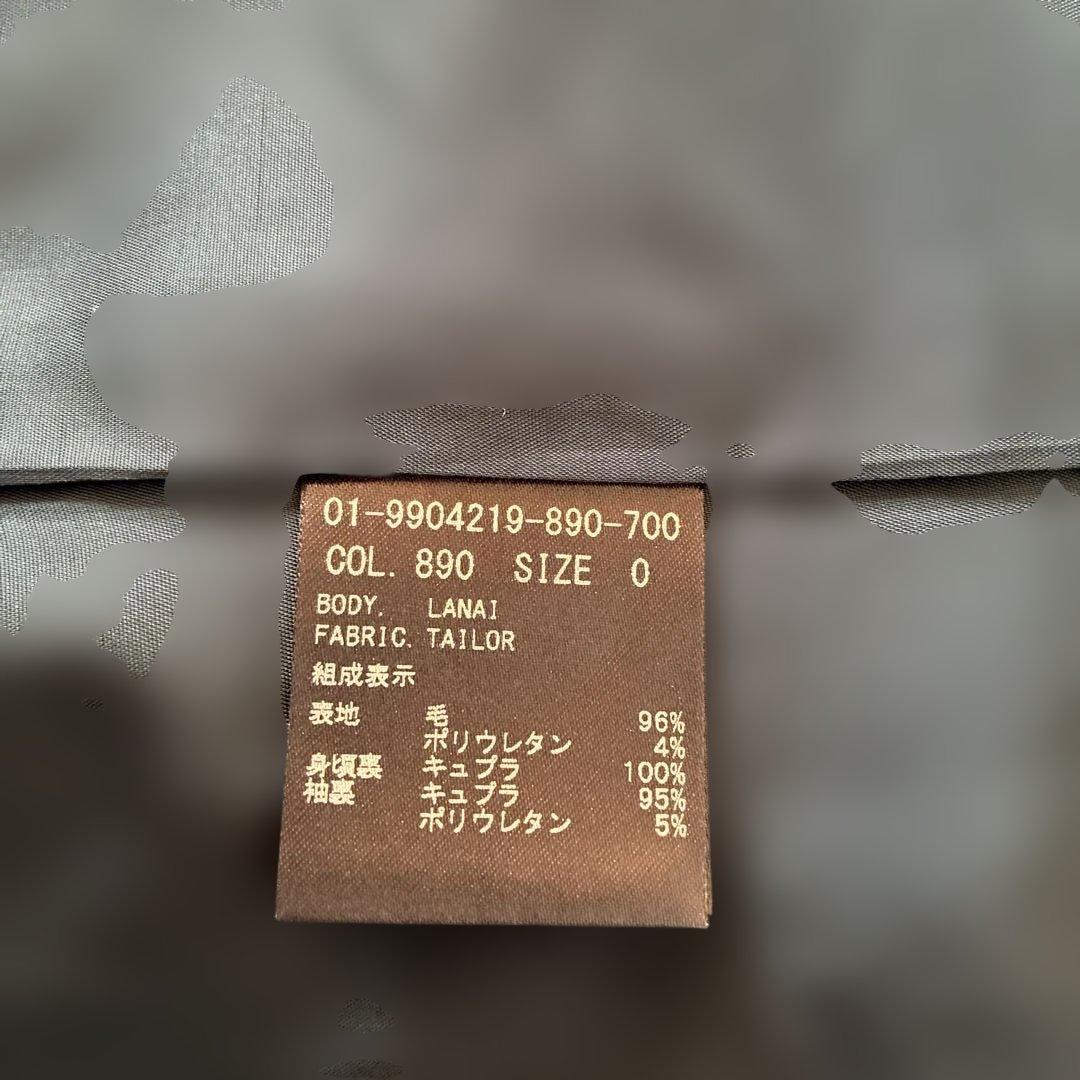 01-9904219-890-700
COL. 890 SIZE 0
BODY. LANAI
FABRIC. TAILOR
組成表示
表地 毛 96%
ポリウレタン 4%
身頃裏 キュプラ 100%
袖裏 キュプラ 95%
ポリウレタン 5%